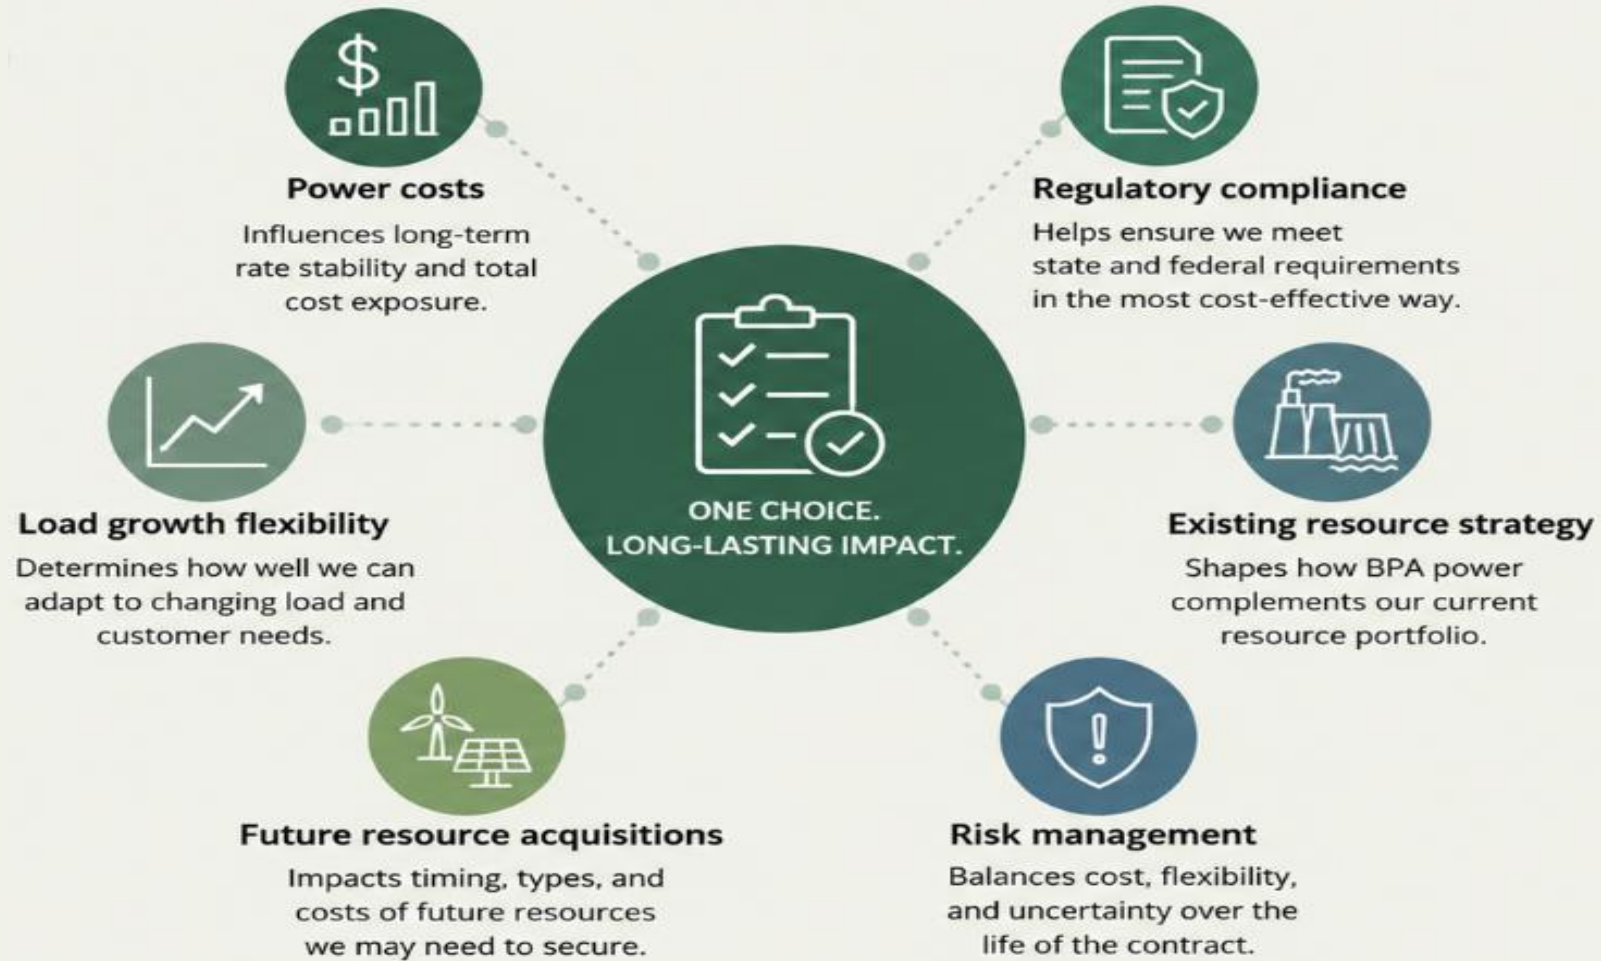 $
Power costs
Influences long-term
rate stability and total
cost exposure.
Regulatory compliance
Helps ensure we meet
state and federal requirements
in the most cost-effective way.
ONE CHOICE.
LONG-LASTING IMPACT.
Load growth flexibility
Determines how well we can
adapt to changing load and
customer needs.
Existing resource strategy
Shapes how BPA power
complements our current
resource portfolio.
Future resource acquisitions
Impacts timing, types, and
costs of future resources
we may need to secure.
Risk management
Balances cost, flexibility,
and uncertainty over the
life of the contract.